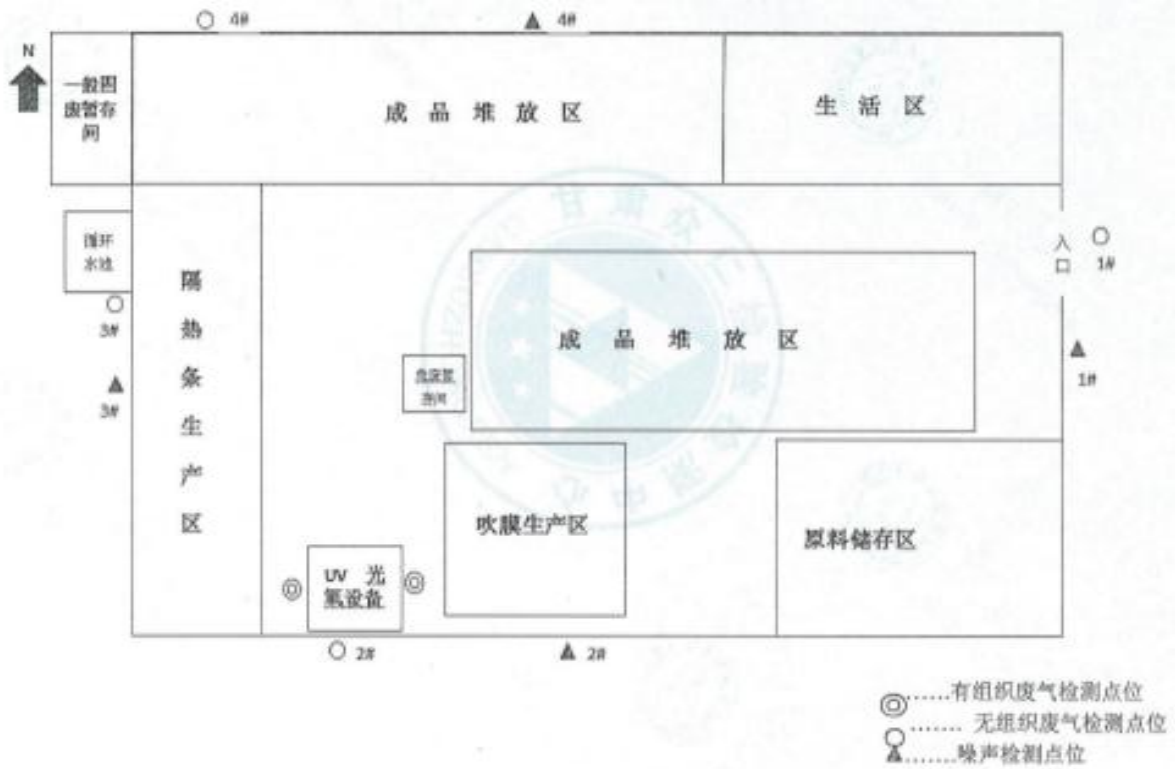 4#
4#
N
一般固
废暂存
间
成品堆放区
生活区
循环
水池
入
口
1#
隔
热
条
生
产
区
3#
成品堆放区
1#
3#
吹膜生产区
原料储存区
UV 光
氧设备
2#
2#
......有组织废气检测点位
....... 无组织废气检测点位
.......噪声检测点位